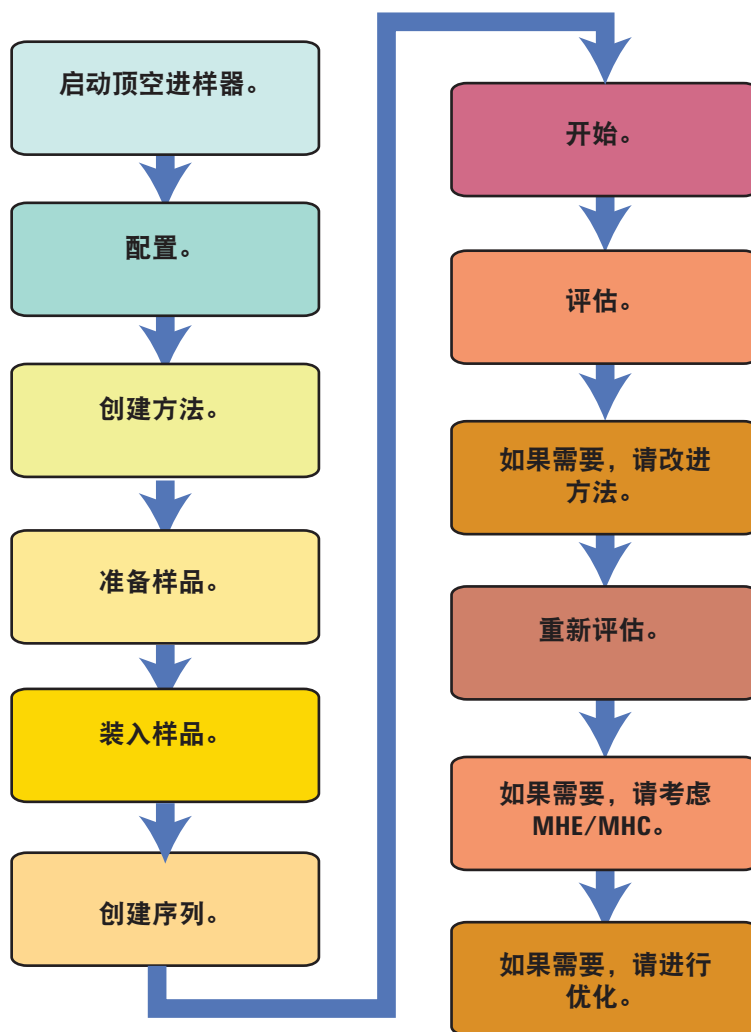 启动顶空进样器。
配置。
创建方法。
准备样品。
装入样品。
创建序列。
开始。
评估。
如果需要，请改进
方法。
重新评估。
如果需要，请考虑
MHE/MHC。
如果需要，请进行
优化。